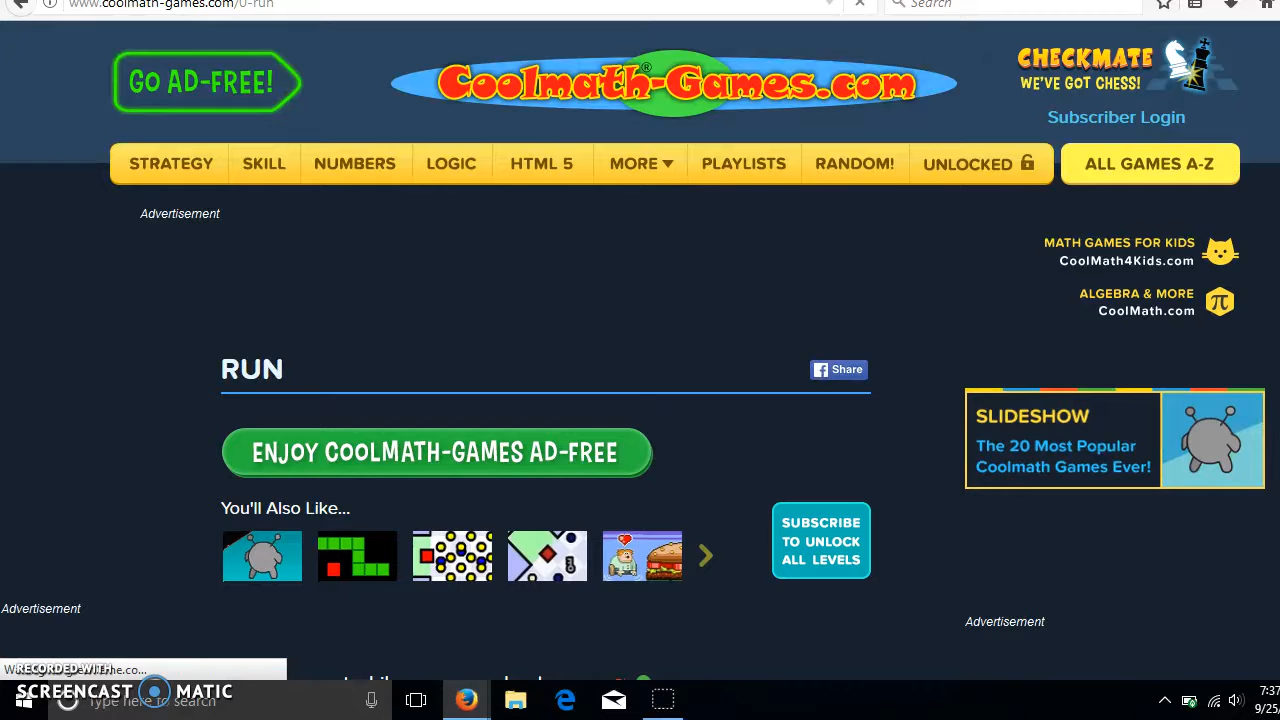 www.coolmath-games.com/0-run
Search
GO AD-FREE!
Coolmath-Games.com®
CHECKMATE
WE'VE GOT CHESS!
Subscriber Login
STRATEGY SKILL NUMBERS LOGIC HTML 5 MORE PLAYLISTS RANDOM! UNLOCKED ALL GAMES A-Z
Advertisement
MATH GAMES FOR KIDS
CoolMath4Kids.com
ALGEBRA & MORE
CoolMath.com
π
RUN
Share
SLIDESHOW
The 20 Most Popular
Coolmath Games Ever!
ENJOY COOLMATH-GAMES AD-FREE
You'll Also Like...
SUBSCRIBE
TO UNLOCK
ALL LEVELS
Advertisement
Advertisement
RECORDED WITH
SCREENCAST MATIC
Type here to search
7:37
9/25/